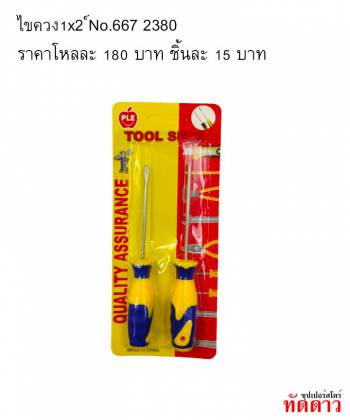 ไขควง1x2 ์ No.667 2380
ราคาโหลละ 180 บาท ชิ้นละ 15 บาท
PLE
TOOL
QUALITY ASSURANCE
MADE IN CHINA
ซุปเปอร์สโตร์
ทัดดาว